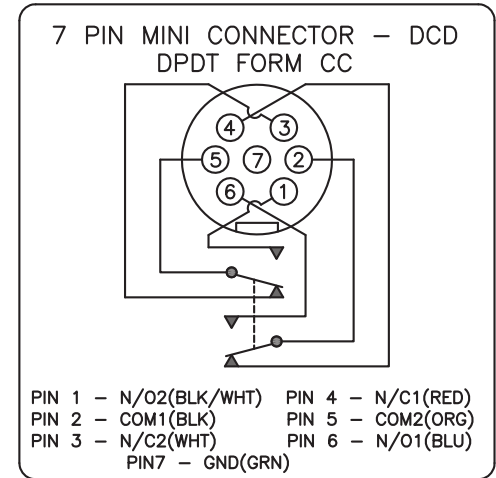 7 PIN MINI CONNECTOR – DCD
DPDT FORM CC
4 3
5 7 2
6 1
PIN 1 – N/O2(BLK/WHT) PIN 4 – N/C1(RED)
PIN 2 – COM1(BLK) PIN 5 – COM2(ORG)
PIN 3 – N/C2(WHT) PIN 6 – N/O1(BLU)
PIN7 – GND(GRN)